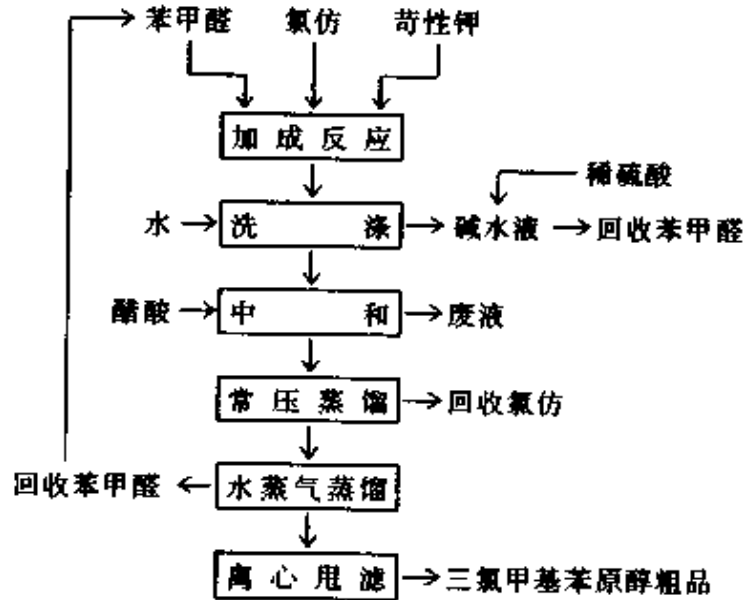 苯甲醛 氯仿 苛性钾
加成反应
稀硫酸
水 洗涤 碱水液 回收苯甲醛
醋酸 中和 废液
常压蒸馏 回收氯仿
回收苯甲醛 水蒸气蒸馏
离心甩滤 三氯甲基苯原醇粗品